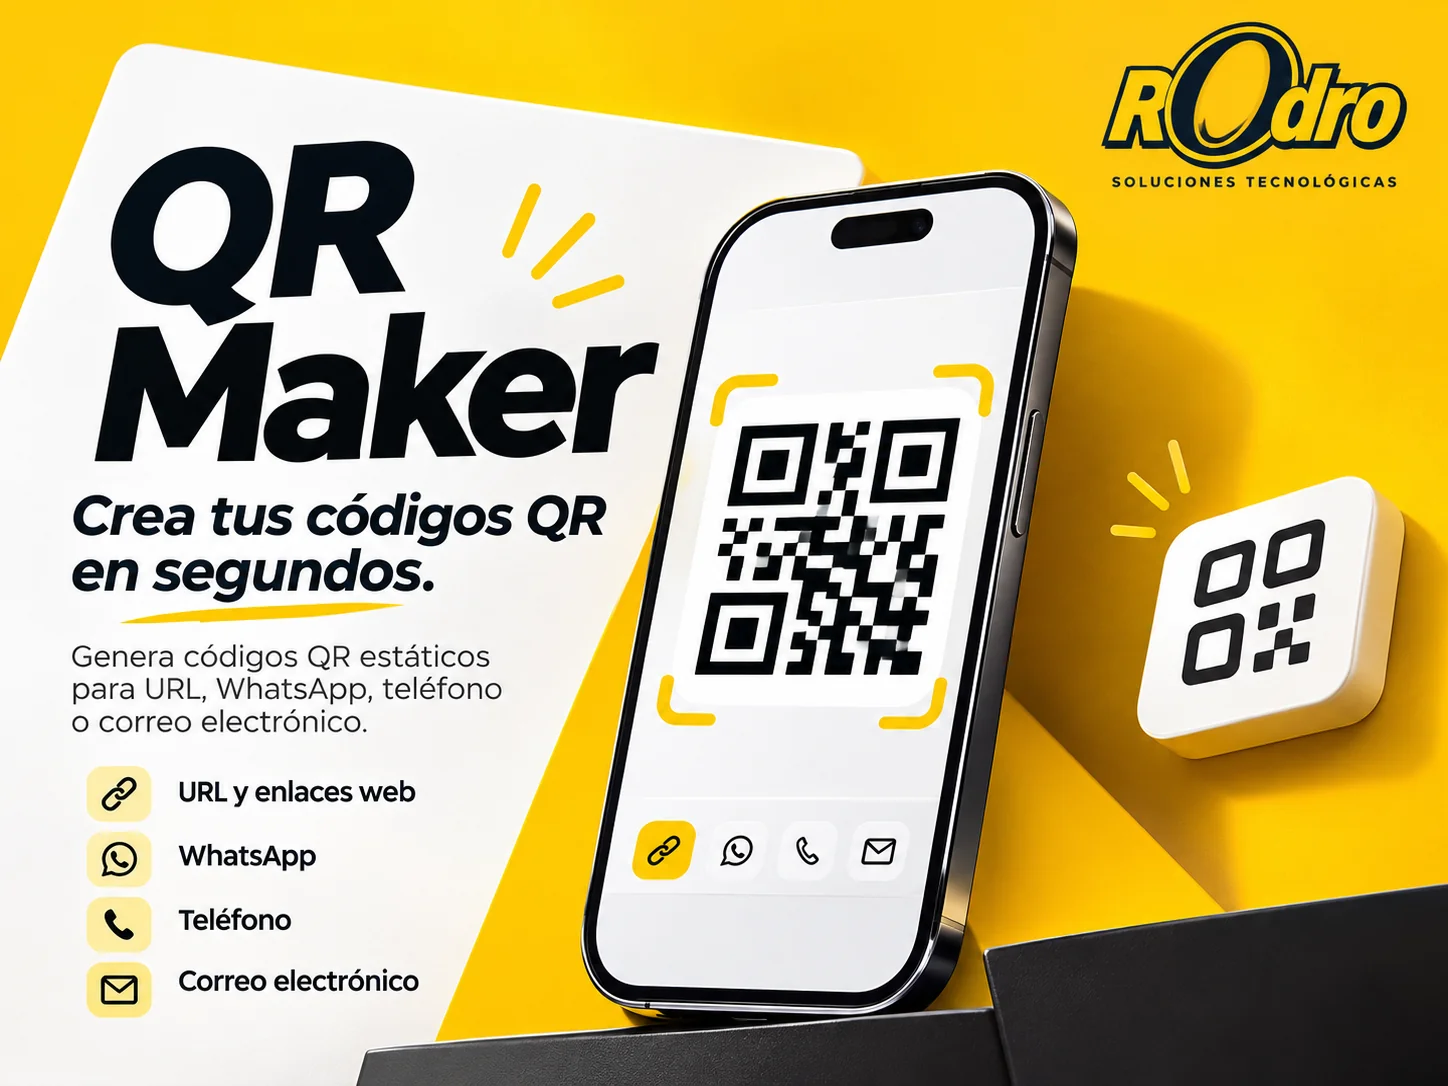 QR
Maker
Crea tus códigos QR
en segundos.
Genera códigos QR estáticos
para URL, WhatsApp, teléfono
o correo electrónico.
URL y enlaces web
WhatsApp
Teléfono
Correo electrónico
Rodro
SOLUCIONES TECNOLÓGICAS